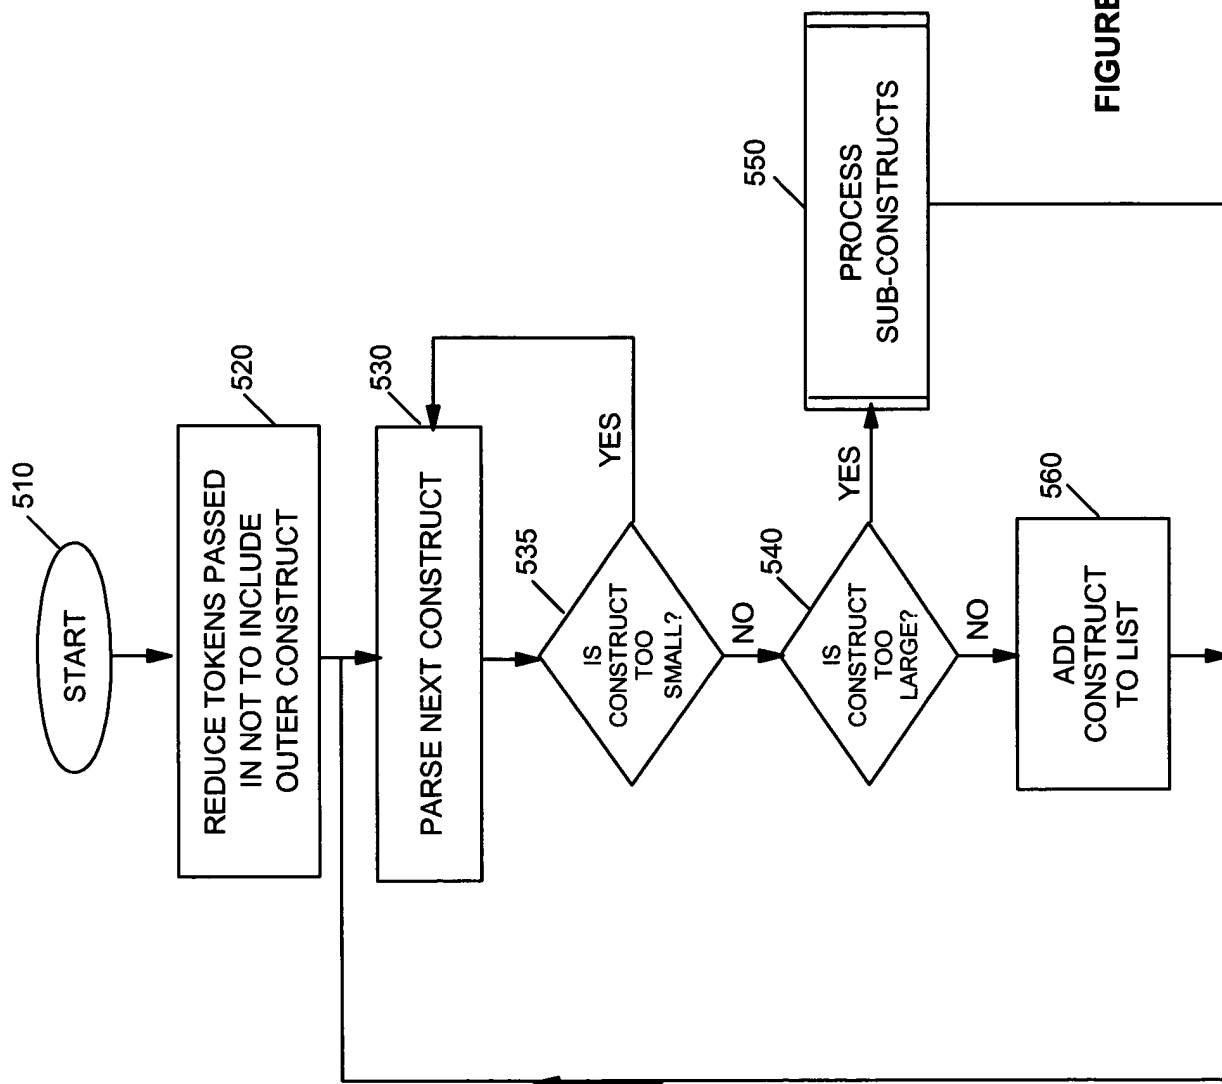 510
START
520
REDUCE TOKENS PASSED
IN NOT TO INCLUDE
OUTER CONSTRUCT
530
PARSE NEXT CONSTRUCT
535
IS
CONSTRUCT
TOO
SMALL?
YES
NO
540
IS
CONSTRUCT
TOO
LARGE?
YES
NO
550
PROCESS
SUB-CONSTRUCTS
560
ADD
CONSTRUCT
TO LIST
FIGURE